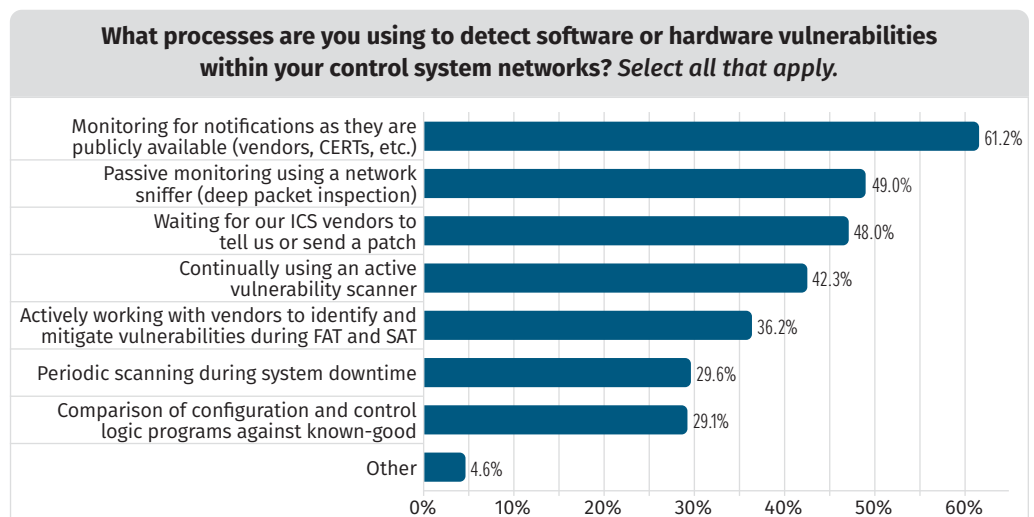 What processes are you using to detect software or hardware vulnerabilities
within your control system networks? Select all that apply.
Monitoring for notifications as they are
publicly available (vendors, CERTs, etc.)
61.2%
Passive monitoring using a network
sniffer (deep packet inspection)
49.0%
Waiting for our ICS vendors to
tell us or send a patch
48.0%
Continually using an active
vulnerability scanner
42.3%
Actively working with vendors to identify and
mitigate vulnerabilities during FAT and SAT
36.2%
Periodic scanning during system downtime
29.6%
Comparison of configuration and control
logic programs against known-good
29.1%
Other
4.6%
0% 10% 20% 30% 40% 50% 60%